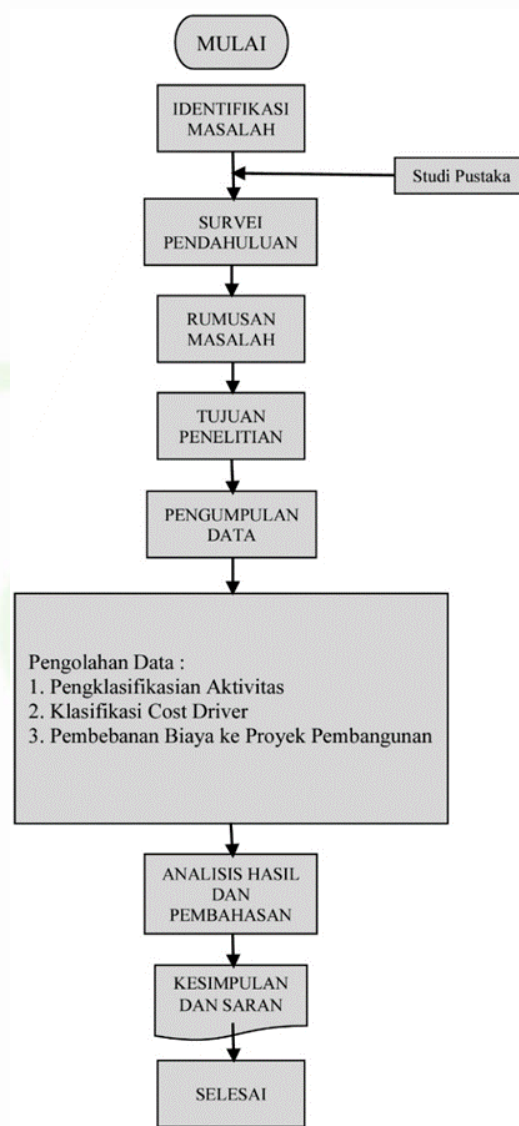 MULAI
IDENTIFIKASI
MASALAH
Studi Pustaka
SURVEI
PENDAHULUAN
RUMUSAN
MASALAH
TUJUAN
PENELITIAN
PENGUMPULAN
DATA
Pengolahan Data :
1. Pengklasifikasian Aktivitas
2. Klasifikasi Cost Driver
3. Pembebanan Biaya ke Proyek Pembangunan
ANALISIS HASIL
DAN
PEMBAHASAN
KESIMPULAN
DAN SARAN
SELESAI